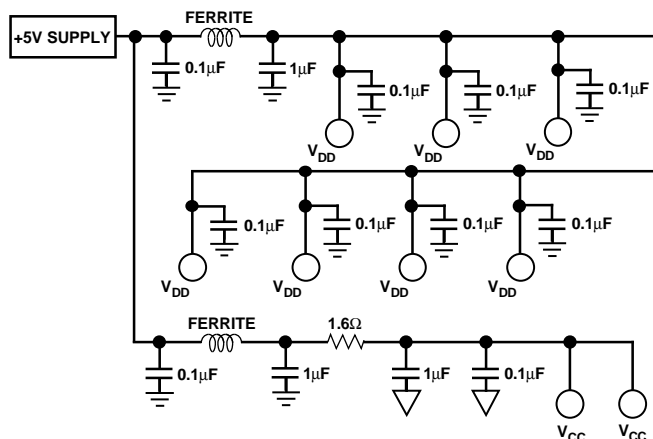 FERRITE
+5V SUPPLY
0.1µF 1µF 0.1µF 0.1µF 0.1µF
VDD VDD VDD
0.1µF 0.1µF 0.1µF 0.1µF
VDD VDD VDD VDD
FERRITE 1.6Ω
0.1µF 1µF 1µF 0.1µF
VCC VCC